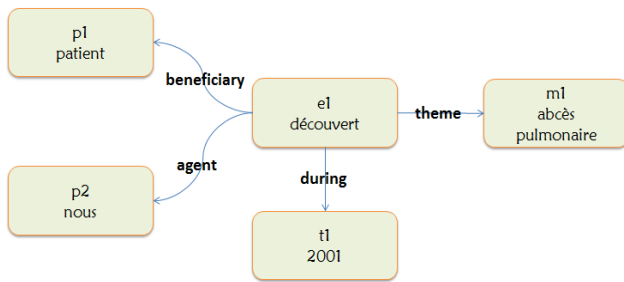 p1
patient
beneficiary
e1
découvert
theme
m1
abcès
pulmonaire
agent
p2
nous
during
t1
2001